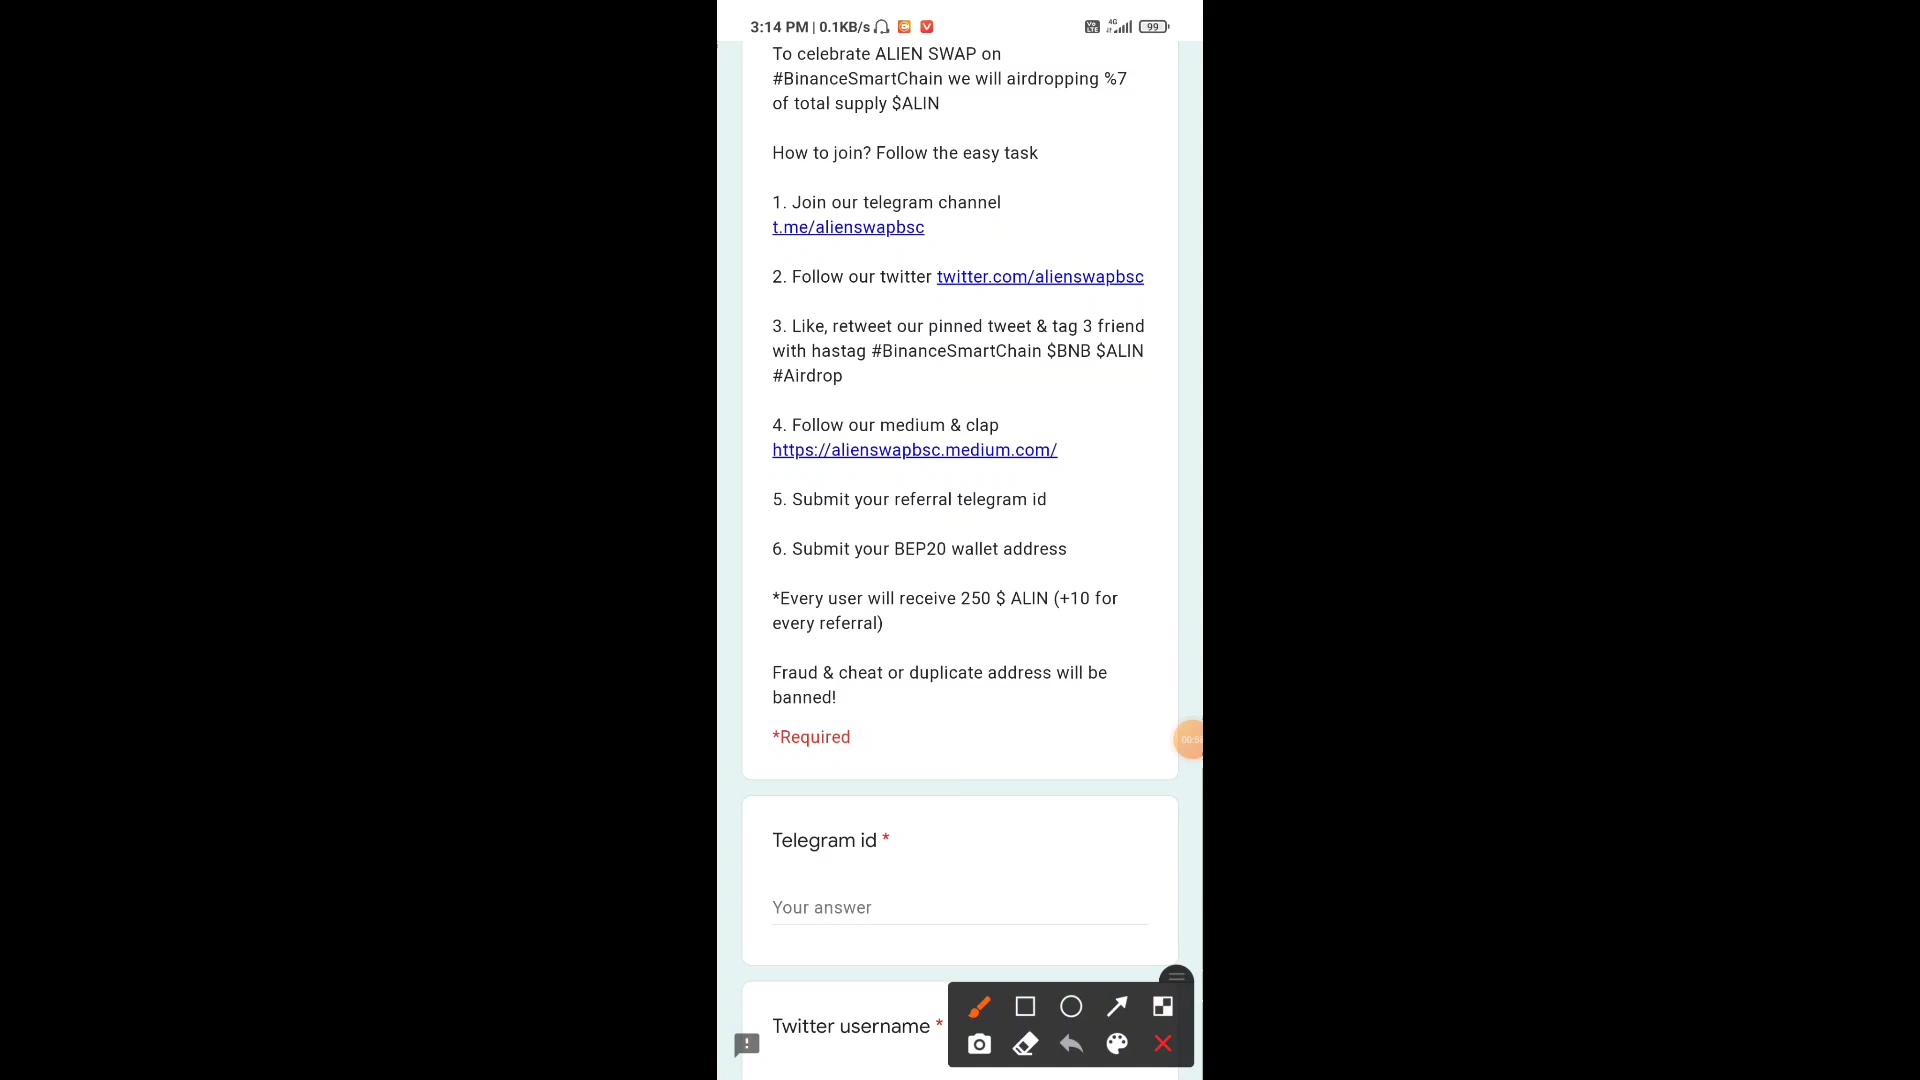 3:14 PM | 0.1KB/s
Vo LTE
4G
99
To celebrate ALIEN SWAP on
#BinanceSmartChain we will airdropping %7
of total supply $ALIN
How to join? Follow the easy task
1. Join our telegram channel
t.me/alienswapbsc
2. Follow our twitter twitter.com/alienswapbsc
3. Like, retweet our pinned tweet & tag 3 friend
with hastag #BinanceSmartChain $BNB $ALIN
#Airdrop
4. Follow our medium & clap
https://alienswapbsc.medium.com/
5. Submit your referral telegram id
6. Submit your BEP20 wallet address
*Every user will receive 250 $ ALIN (+10 for
every referral)
Fraud & cheat or duplicate address will be
banned!
*Required
Telegram id *
Your answer
Twitter username *